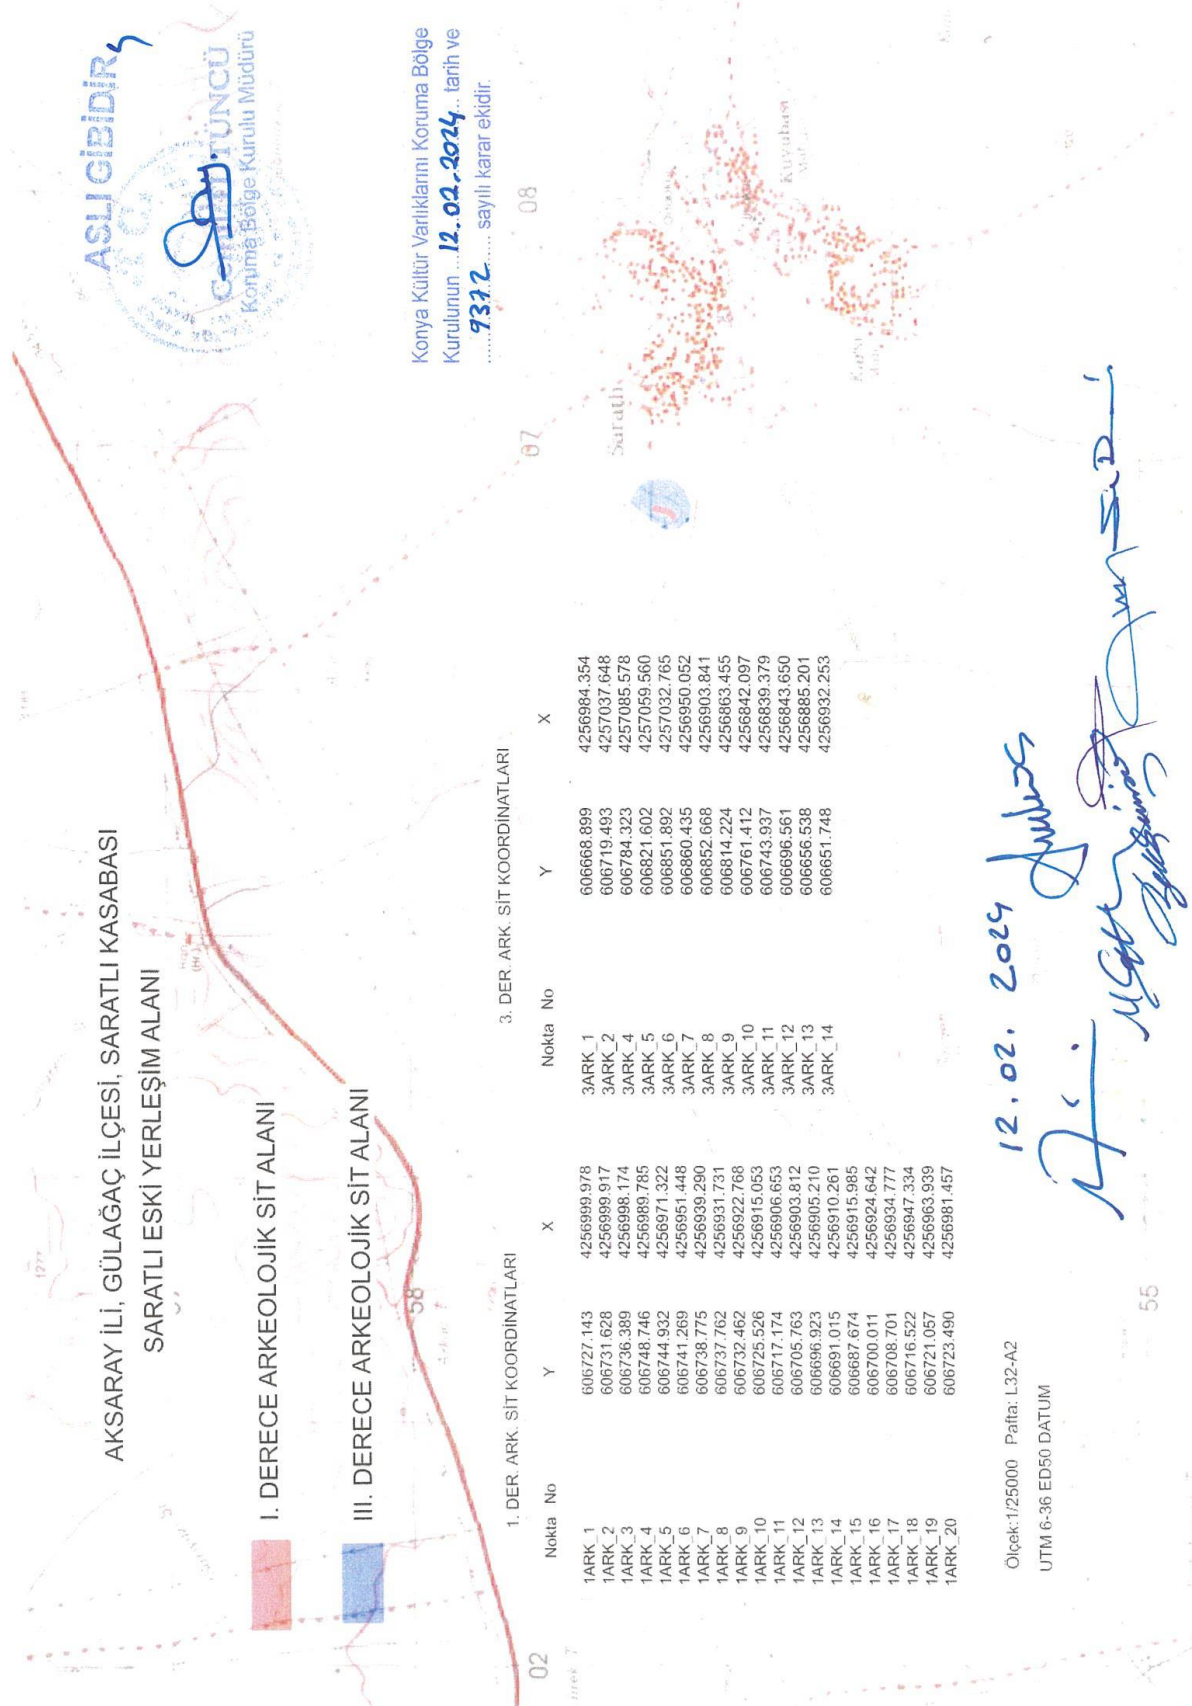 AKSARAY İLİ, GÜLAĞAÇ İLÇESİ, SARATLI KASABASI
SARATLI ESKİ YERLEŞİM ALANI
I. DERECE ARKEOLOJİK SİT ALANI
III. DERECE ARKEOLOJİK SİT ALANI
ASLI GİBİDİR
TÜNCÜ
Koruma Bölge Kurulu Müdürü
Konya Kültür Varlıklarını Koruma Bölge
Kurulunun ...12.02.2024... tarih ve
......9372...... sayılı karar ekidir.
02
58
07
08
55
Saratlı
1. DER. ARK. SİT KOORDİNATLARI
Nokta No Y X
1ARK_1 606727.143 4256999.978
1ARK_2 606731.628 4256999.917
1ARK_3 606736.389 4256998.174
1ARK_4 606748.746 4256989.785
1ARK_5 606744.932 4256971.322
1ARK_6 606741.269 4256951.448
1ARK_7 606738.775 4256939.290
1ARK_8 606737.762 4256931.731
1ARK_9 606732.462 4256922.768
1ARK_10 606725.526 4256915.053
1ARK_11 606717.174 4256906.653
1ARK_12 606705.763 4256903.812
1ARK_13 606696.923 4256905.210
1ARK_14 606691.015 4256910.261
1ARK_15 606687.674 4256915.985
1ARK_16 606700.011 4256924.642
1ARK_17 606708.701 4256934.777
1ARK_18 606716.522 4256947.334
1ARK_19 606721.057 4256963.939
1ARK_20 606723.490 4256981.457
3. DER. ARK. SİT KOORDİNATLARI
Nokta No Y X
3ARK_1 606668.899 4256984.354
3ARK_2 606719.493 4257037.648
3ARK_4 606784.323 4257085.578
3ARK_5 606821.602 4257059.560
3ARK_6 606851.892 4257032.765
3ARK_7 606860.435 4256950.052
3ARK_8 606852.668 4256903.841
3ARK_9 606814.224 4256863.455
3ARK_10 606761.412 4256842.097
3ARK_11 606743.937 4256839.379
3ARK_12 606696.561 4256843.650
3ARK_13 606656.538 4256885.201
3ARK_14 606651.748 4256932.253
Ölçek:1/25000 Pafta: L32-A2
UTM 6-36 ED50 DATUM
12.02.2024